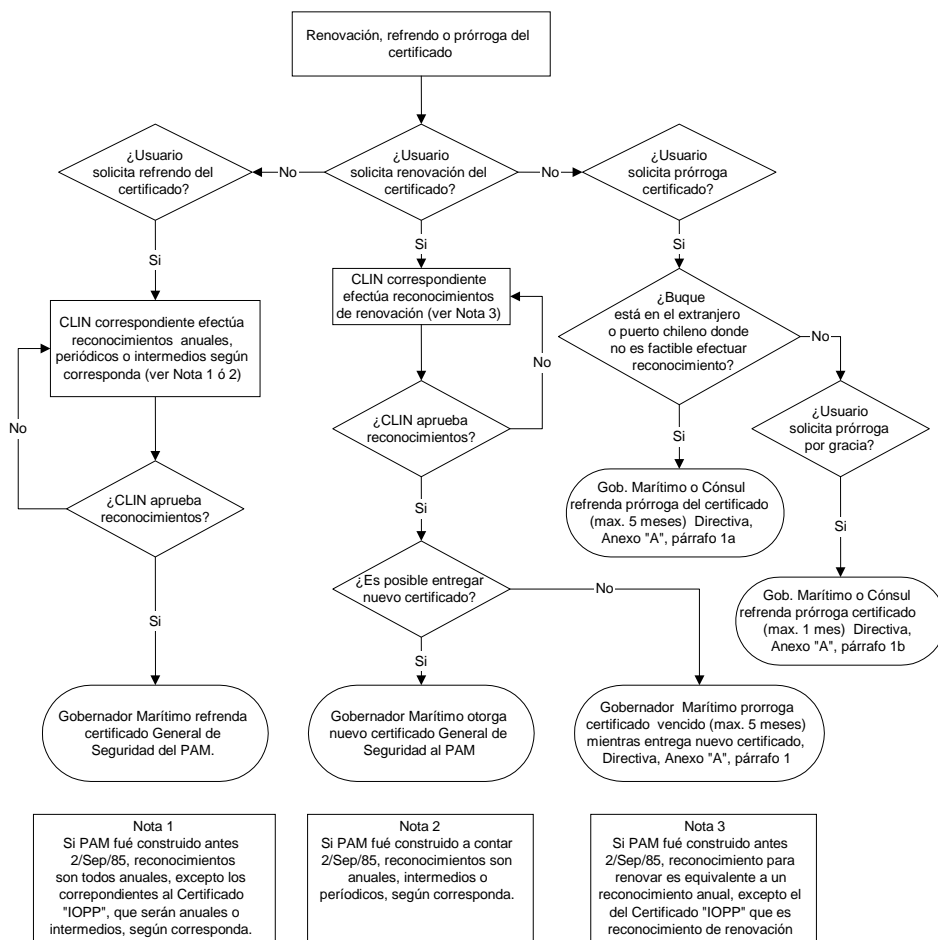 Renovación, refrendo o prórroga del
certificado
¿Usuario
solicita refrendo del
certificado?
No
¿Usuario
solicita renovación del
certificado?
No
¿Usuario
solicita prórroga
certificado?
Si
Si
Si
CLIN correspondiente efectúa
reconocimientos anuales,
periódicos o intermedios según
corresponda (ver Nota 1 ó 2)
No
¿CLIN aprueba
reconocimientos?
Si
Gobernador Marítimo refrenda
certificado General de
Seguridad del PAM.
CLIN correspondiente
efectúa reconocimientos
de renovación (ver Nota 3)
No
¿CLIN aprueba
reconocimientos?
Si
¿Es posible entregar
nuevo certificado?
No
Si
Gobernador Marítimo otorga
nuevo certificado General de
Seguridad al PAM
Gobernador Marítimo prorroga
certificado vencido (max. 5 meses)
mientras entrega nuevo certificado,
Directiva, Anexo "A", párrafo 1
¿Buque
está en el extranjero
o puerto chileno donde
no es factible efectuar
reconocimiento?
No
Si
Gob. Marítimo o Cónsul
refrenda prórroga del certificado
(max. 5 meses) Directiva,
Anexo "A", párrafo 1a
¿Usuario
solicita prórroga
por gracia?
Si
Gob. Marítimo o Cónsul
refrenda prórroga certificado
(max. 1 mes) Directiva,
Anexo "A", párrafo 1b
Nota 1
Si PAM fué construido antes
2/Sep/85, reconocimientos
son todos anuales, excepto los
correpondientes al Certificado
"IOPP", que serán anuales o
intermedios, según corresponda.
Nota 2
Si PAM fué construido a contar
2/Sep/85, reconocimientos son
anuales, intermedios o
períodicos, según corresponda.
Nota 3
Si PAM fué construido antes
2/Sep/85, reconocimiento para
renovar es equivalente a un
reconocimiento anual, excepto el
del Certificado "IOPP" que es
reconocimiento de renovación